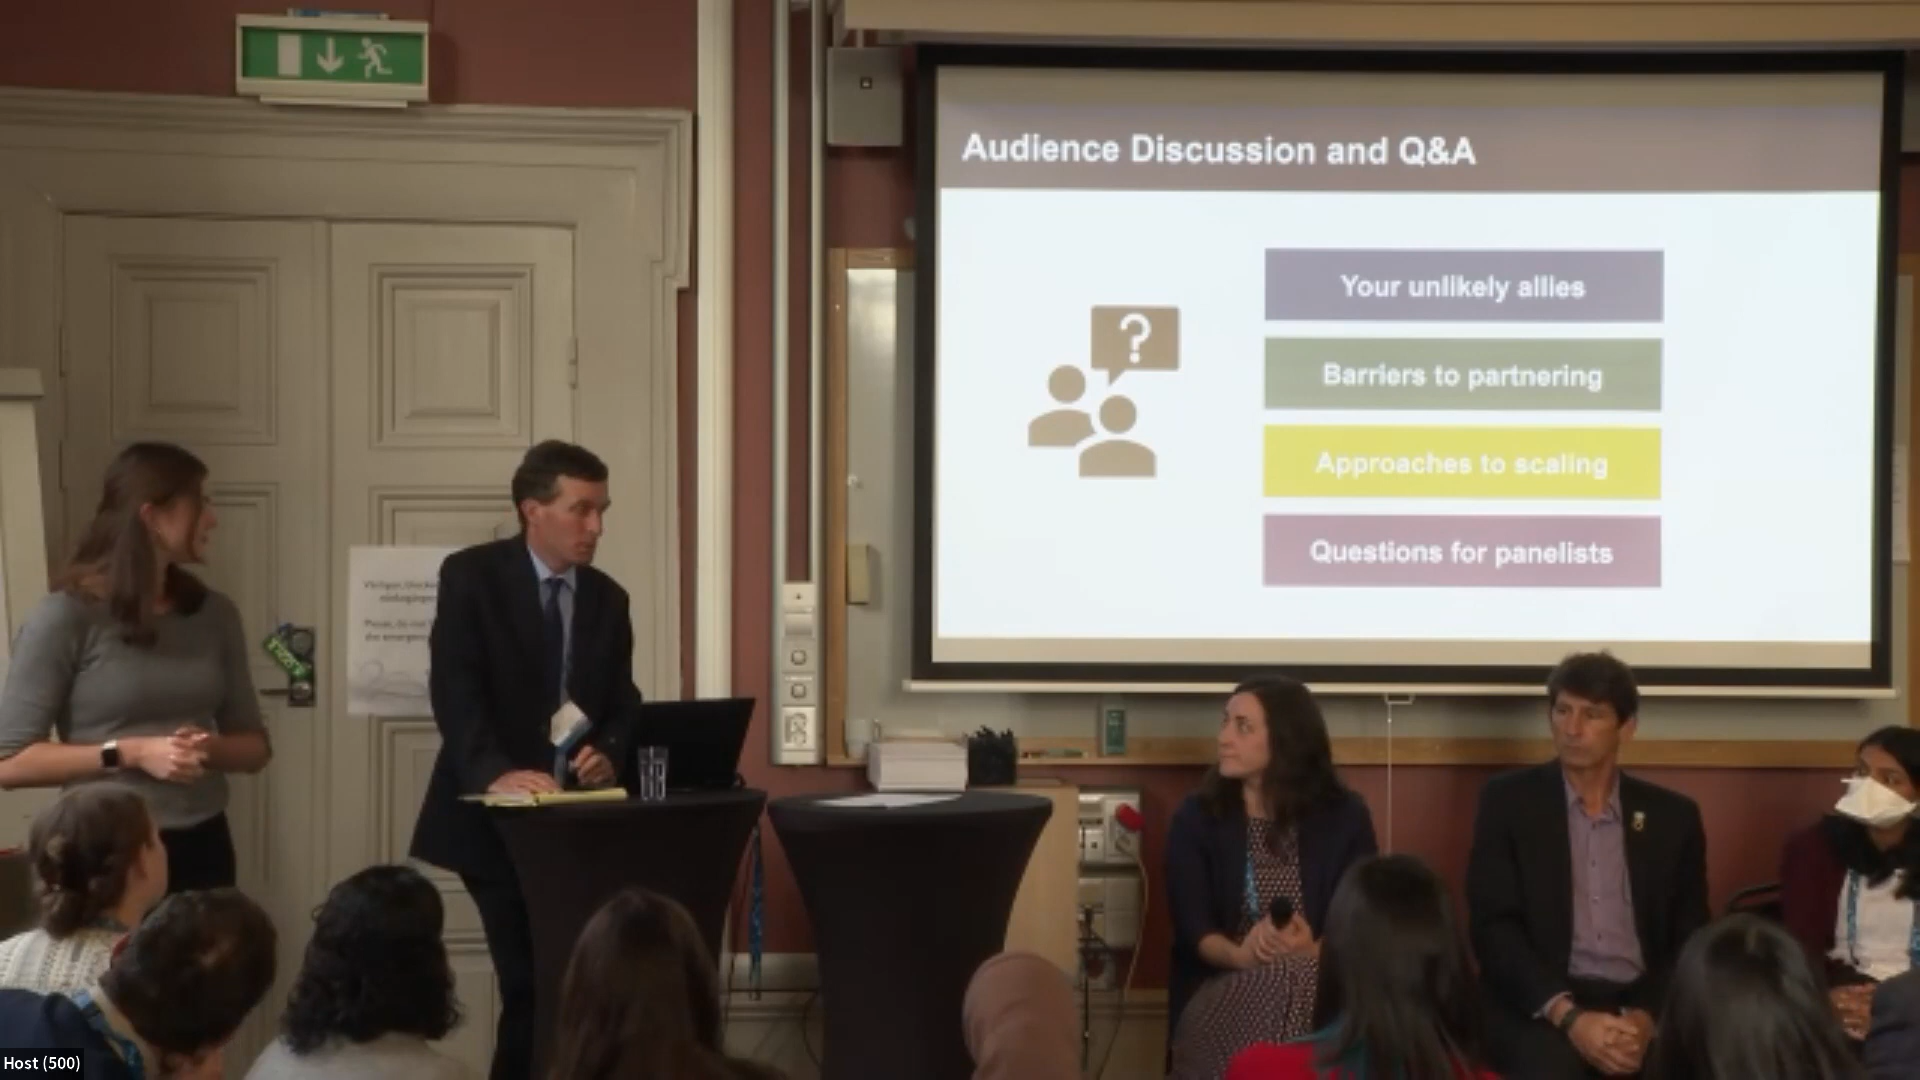 Audience Discussion and Q&A
?
Your unlikely allies
Barriers to partnering
Approaches to scaling
Questions for panelists
Host (500)